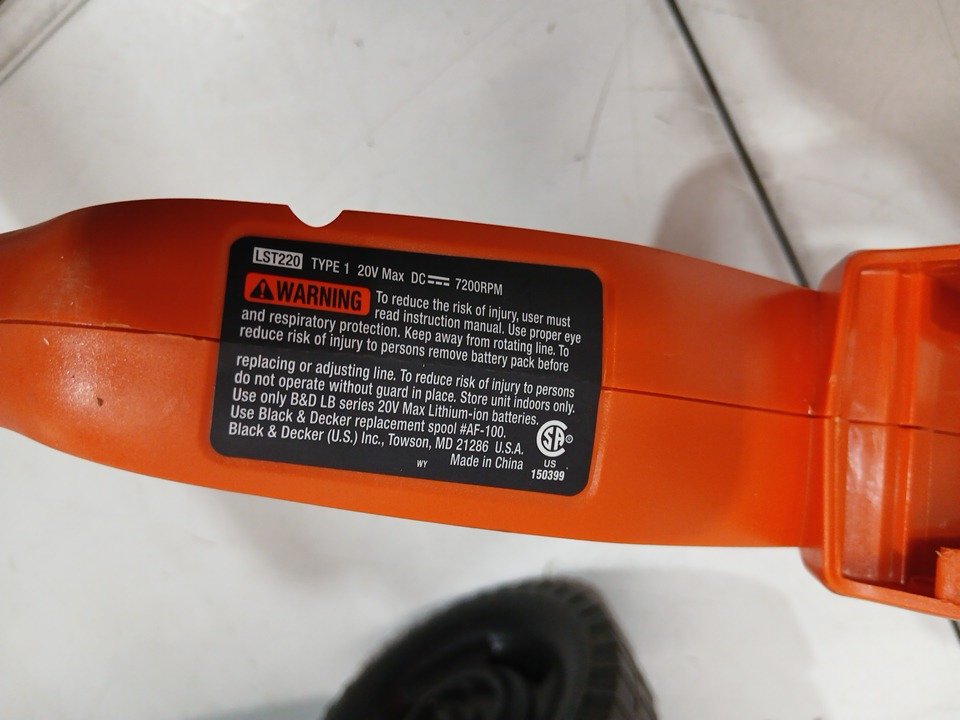 LST220 TYPE 1 20V Max DC 7200RPM
WARNING To reduce the risk of injury, user must
read instruction manual. Use proper eye
and respiratory protection. Keep away from rotating line. To
reduce risk of injury to persons remove battery pack before
replacing or adjusting line. To reduce risk of injury to persons
do not operate without guard in place. Store unit indoors only.
Use only B&D LB series 20V Max Lithium-ion batteries.
Use Black & Decker replacement spool #AF-100.
Black & Decker (U.S.) Inc., Towson, MD 21286 U.S.A.
WY Made in China
SA ®
US
150399